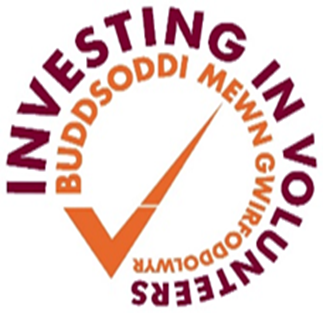 INVESTING IN VOLUNTEERS
BUDDSODDI MEWN GWIRFODDOLWYR